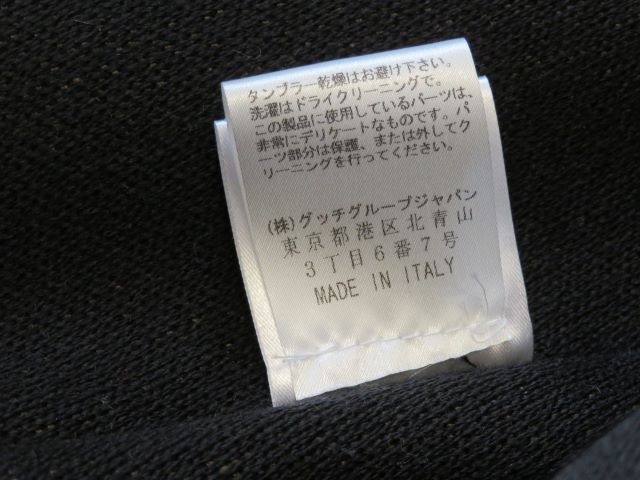 タンブラー乾燥はお避け下さい。
洗濯はドライクリーニングで。
この製品に使用しているパーツは、
非常にデリケートなものです。パ
ーツ部分は保護、または外してク
リーニングを行ってください。
(株)グッチグループジャパン
東京都港区北青山
3丁目6番7号
MADE IN ITALY